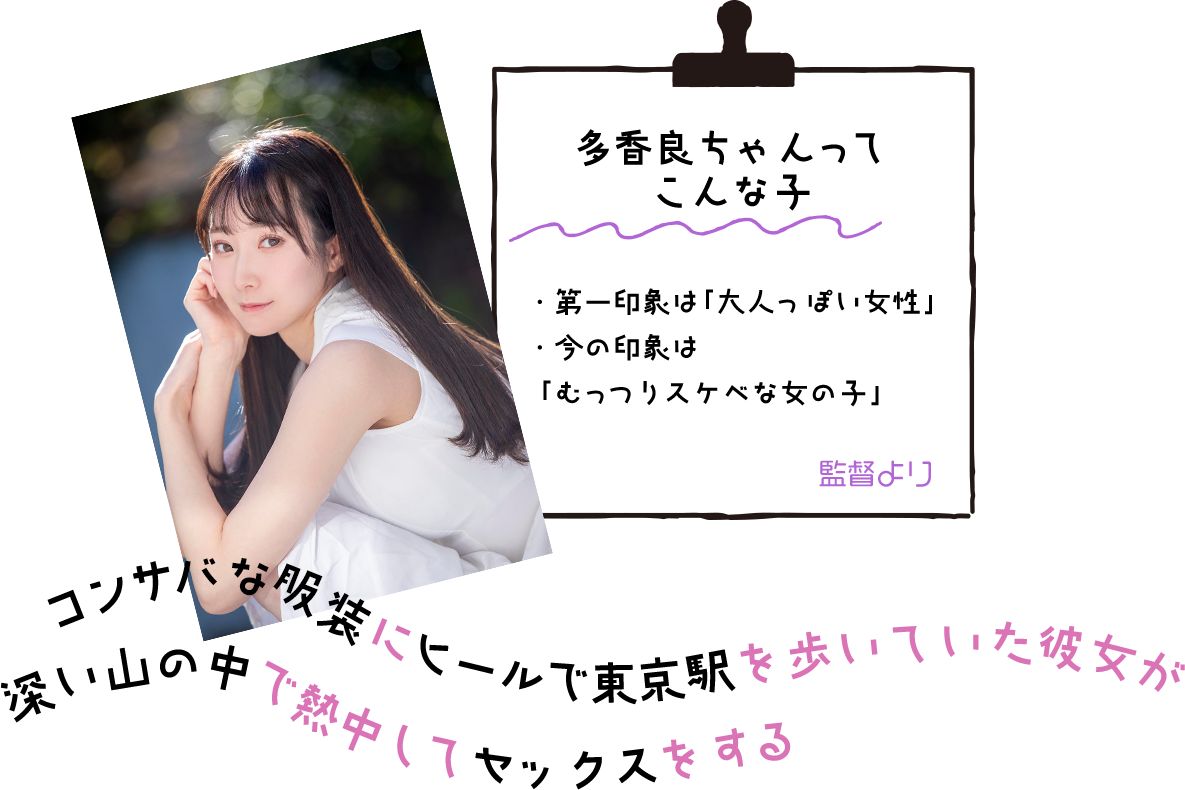 多香良ちゃんって
こんな子
・第一印象は「大人っぽい女性」
・今の印象は
「むっつりスケベな女の子」
監督より
コンサバな服装にヒールで東京駅を歩いていた彼女が
深い山の中で熱中してセックスをする